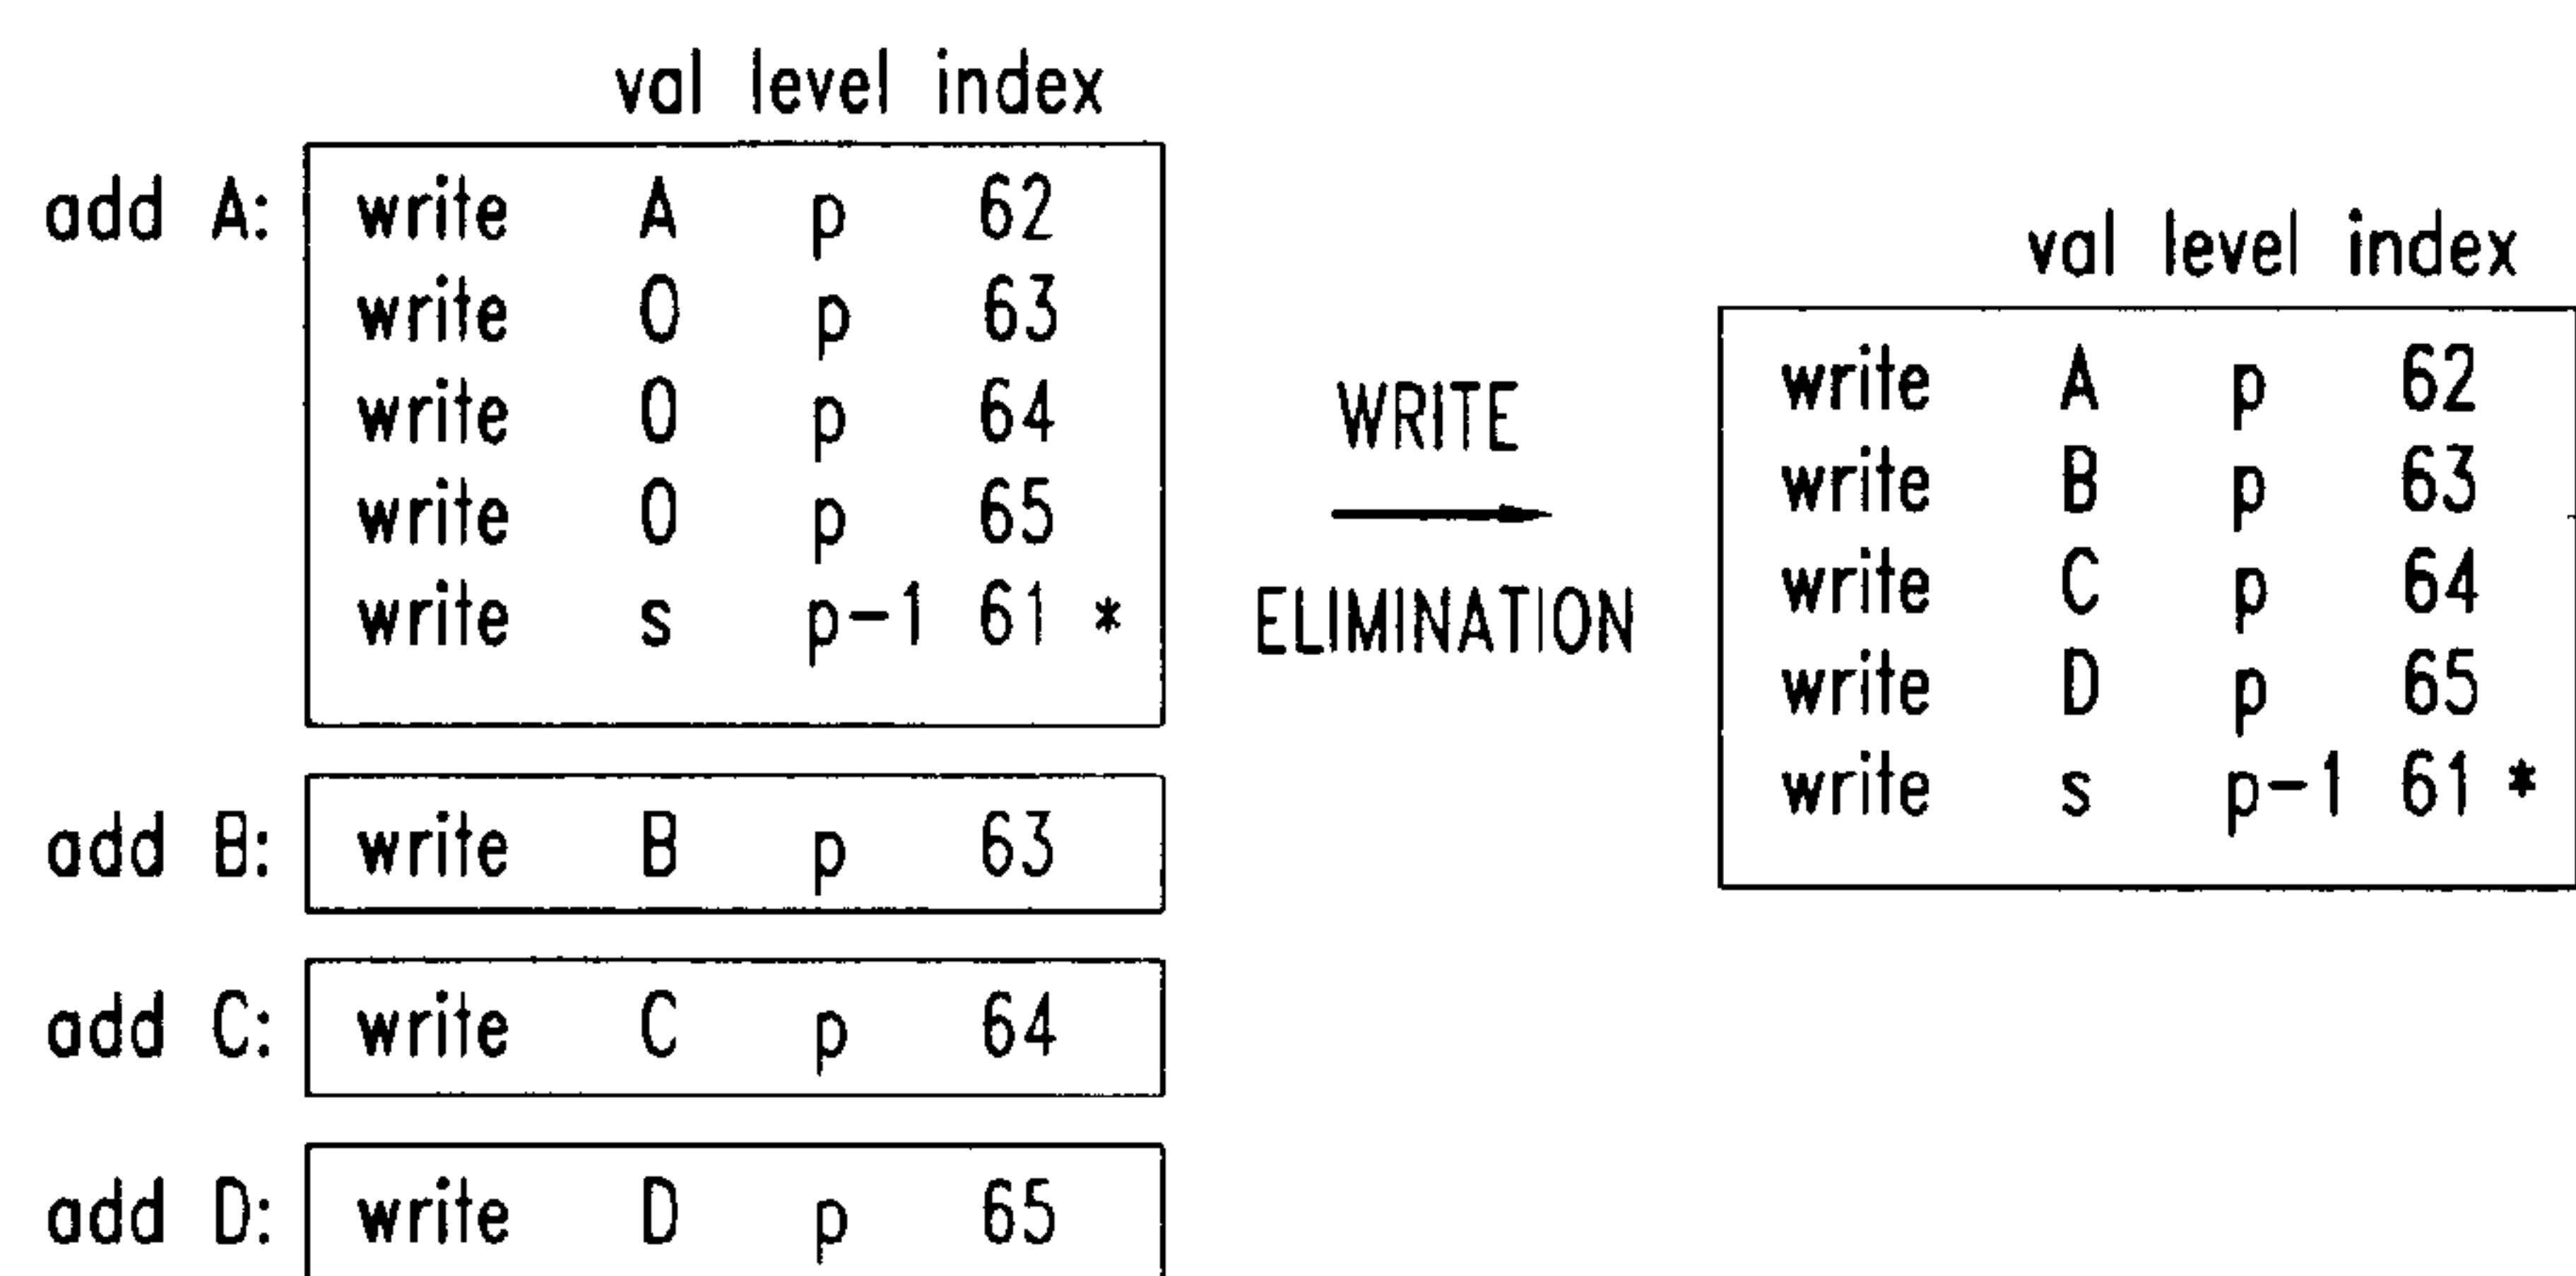 val level index
add A: write A p 62
write 0 p 63
write 0 p 64
write 0 p 65
write s p-1 61 *
add B: write B p 63
add C: write C p 64
add D: write D p 65
WRITE
ELIMINATION
val level index
write A p 62
write B p 63
write C p 64
write D p 65
write s p-1 61 *